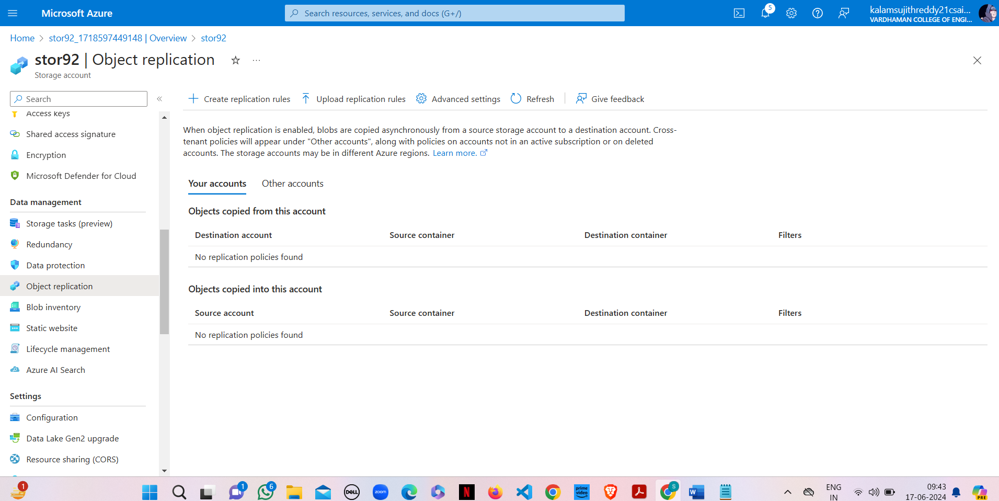 Microsoft Azure
Search resources, services, and docs (G+/)
5
kalamsujithreddy21csai...
VARDHAMAN COLLEGE OF ENGI...
Home > stor92_1718597449148 | Overview > stor92
stor92 | Object replication
Storage account
Search
Create replication rules
Upload replication rules
Advanced settings
Refresh
Give feedback
Access keys
Shared access signature
Encryption
Microsoft Defender for Cloud
Data management
Storage tasks (preview)
Redundancy
Data protection
Object replication
Blob inventory
Static website
Lifecycle management
Azure AI Search
Settings
Configuration
Data Lake Gen2 upgrade
Resource sharing (CORS)
When object replication is enabled, blobs are copied asynchronously from a source storage account to a destination account. Cross-
tenant policies will appear under "Other accounts", along with policies on accounts not in an active subscription or on deleted
accounts. The storage accounts may be in different Azure regions. Learn more.
Your accounts
Other accounts
Objects copied from this account
Destination account Source container Destination container Filters
No replication policies found
Objects copied into this account
Source account Source container Destination container Filters
No replication policies found
1
1
6
DELL
zoom
N
prime video
S
W
ENG
IN
09:43
17-06-2024
PRE